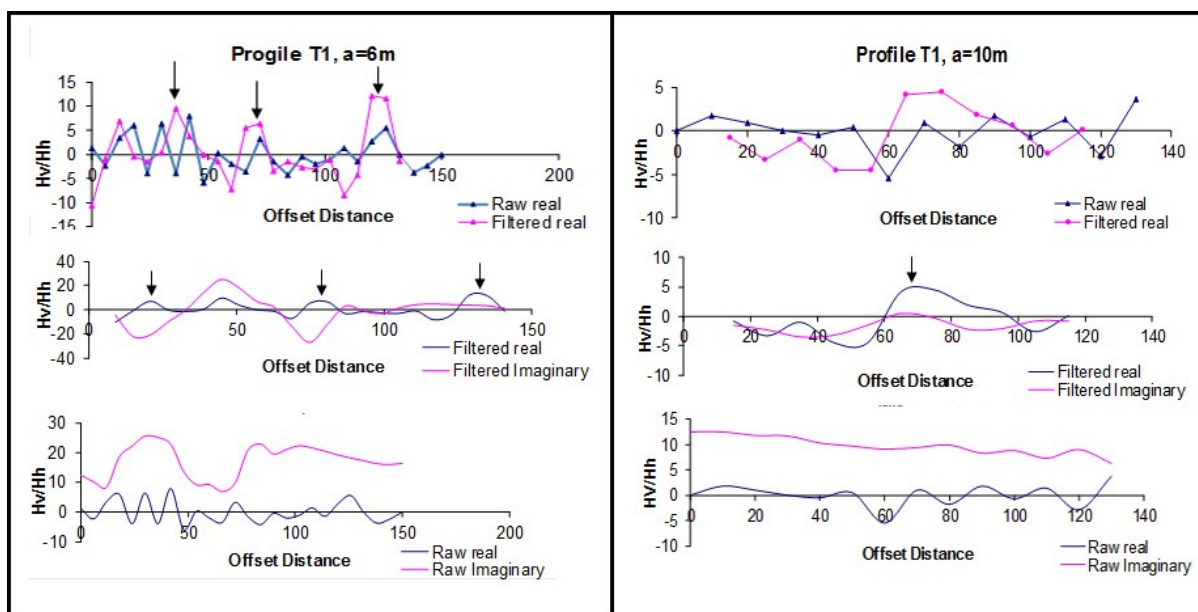 Progile T1, a=6m
15
10
5
0
-5
-10
-15
0 50 100 150 200
Hv/Hh
Offset Distance
Raw real
Filtered real
40
20
0
-20
-40
0 50 100 150
Hv/Hh
Offset Distance
Filtered real
Filtered Imaginary
30
20
10
0
-10
0 50 100 150 200
Hv/Hh
Offset Distance
Raw real
Raw Imaginary
Profile T1, a=10m
5
0
-5
-10
0 20 40 60 80 100 120 140
Hv/Hh
Offset Distance
Raw real
Filtered real
10
5
0
-5
-10
0 20 40 60 80 100 120 140
Hv/Hh
Offset Distance
Filtered real
Filtered Imaginary
15
10
5
0
-5
-10
0 20 40 60 80 100 120 140
HV/Hh
Offset Distance
Raw real
Raw Imaginary